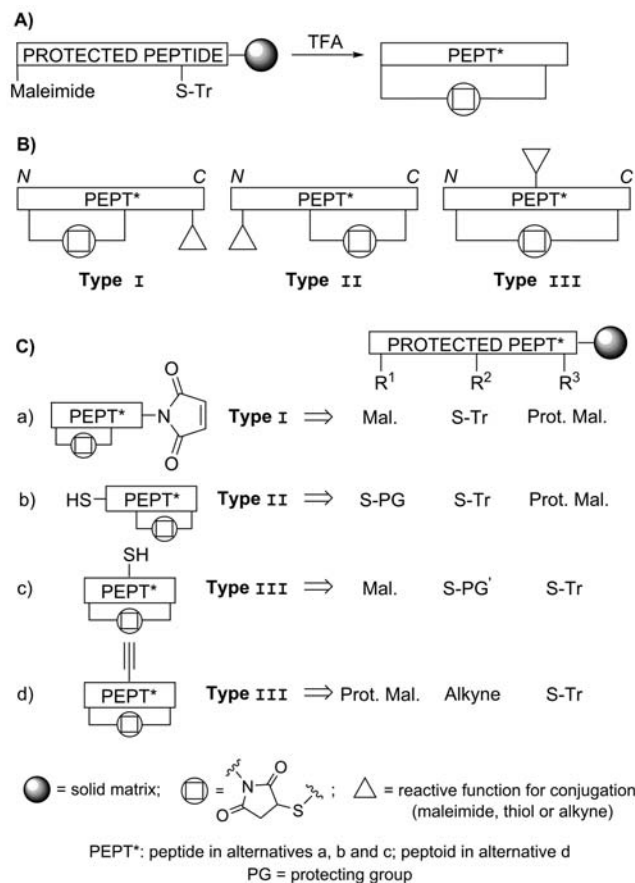 A)
PROTECTED PEPTIDE
TFA
PEPT*
Maleimide
S-Tr
B)
N C N C N C
PEPT* PEPT* PEPT*
Type I Type II Type III
C)
PROTECTED PEPT*
R¹ R² R³
a) PEPT* N O O Type I ⇒ Mal. S-Tr Prot. Mal.
b) HS PEPT* Type II ⇒ S-PG S-Tr Prot. Mal.
SH
c) PEPT* Type III ⇒ Mal. S-PG' S-Tr
d) PEPT* Type III ⇒ Prot. Mal. Alkyne S-Tr
= solid matrix; = N O O S ; = reactive function for conjugation
(maleimide, thiol or alkyne)
PEPT*: peptide in alternatives a, b and c; peptoid in alternative d
PG = protecting group